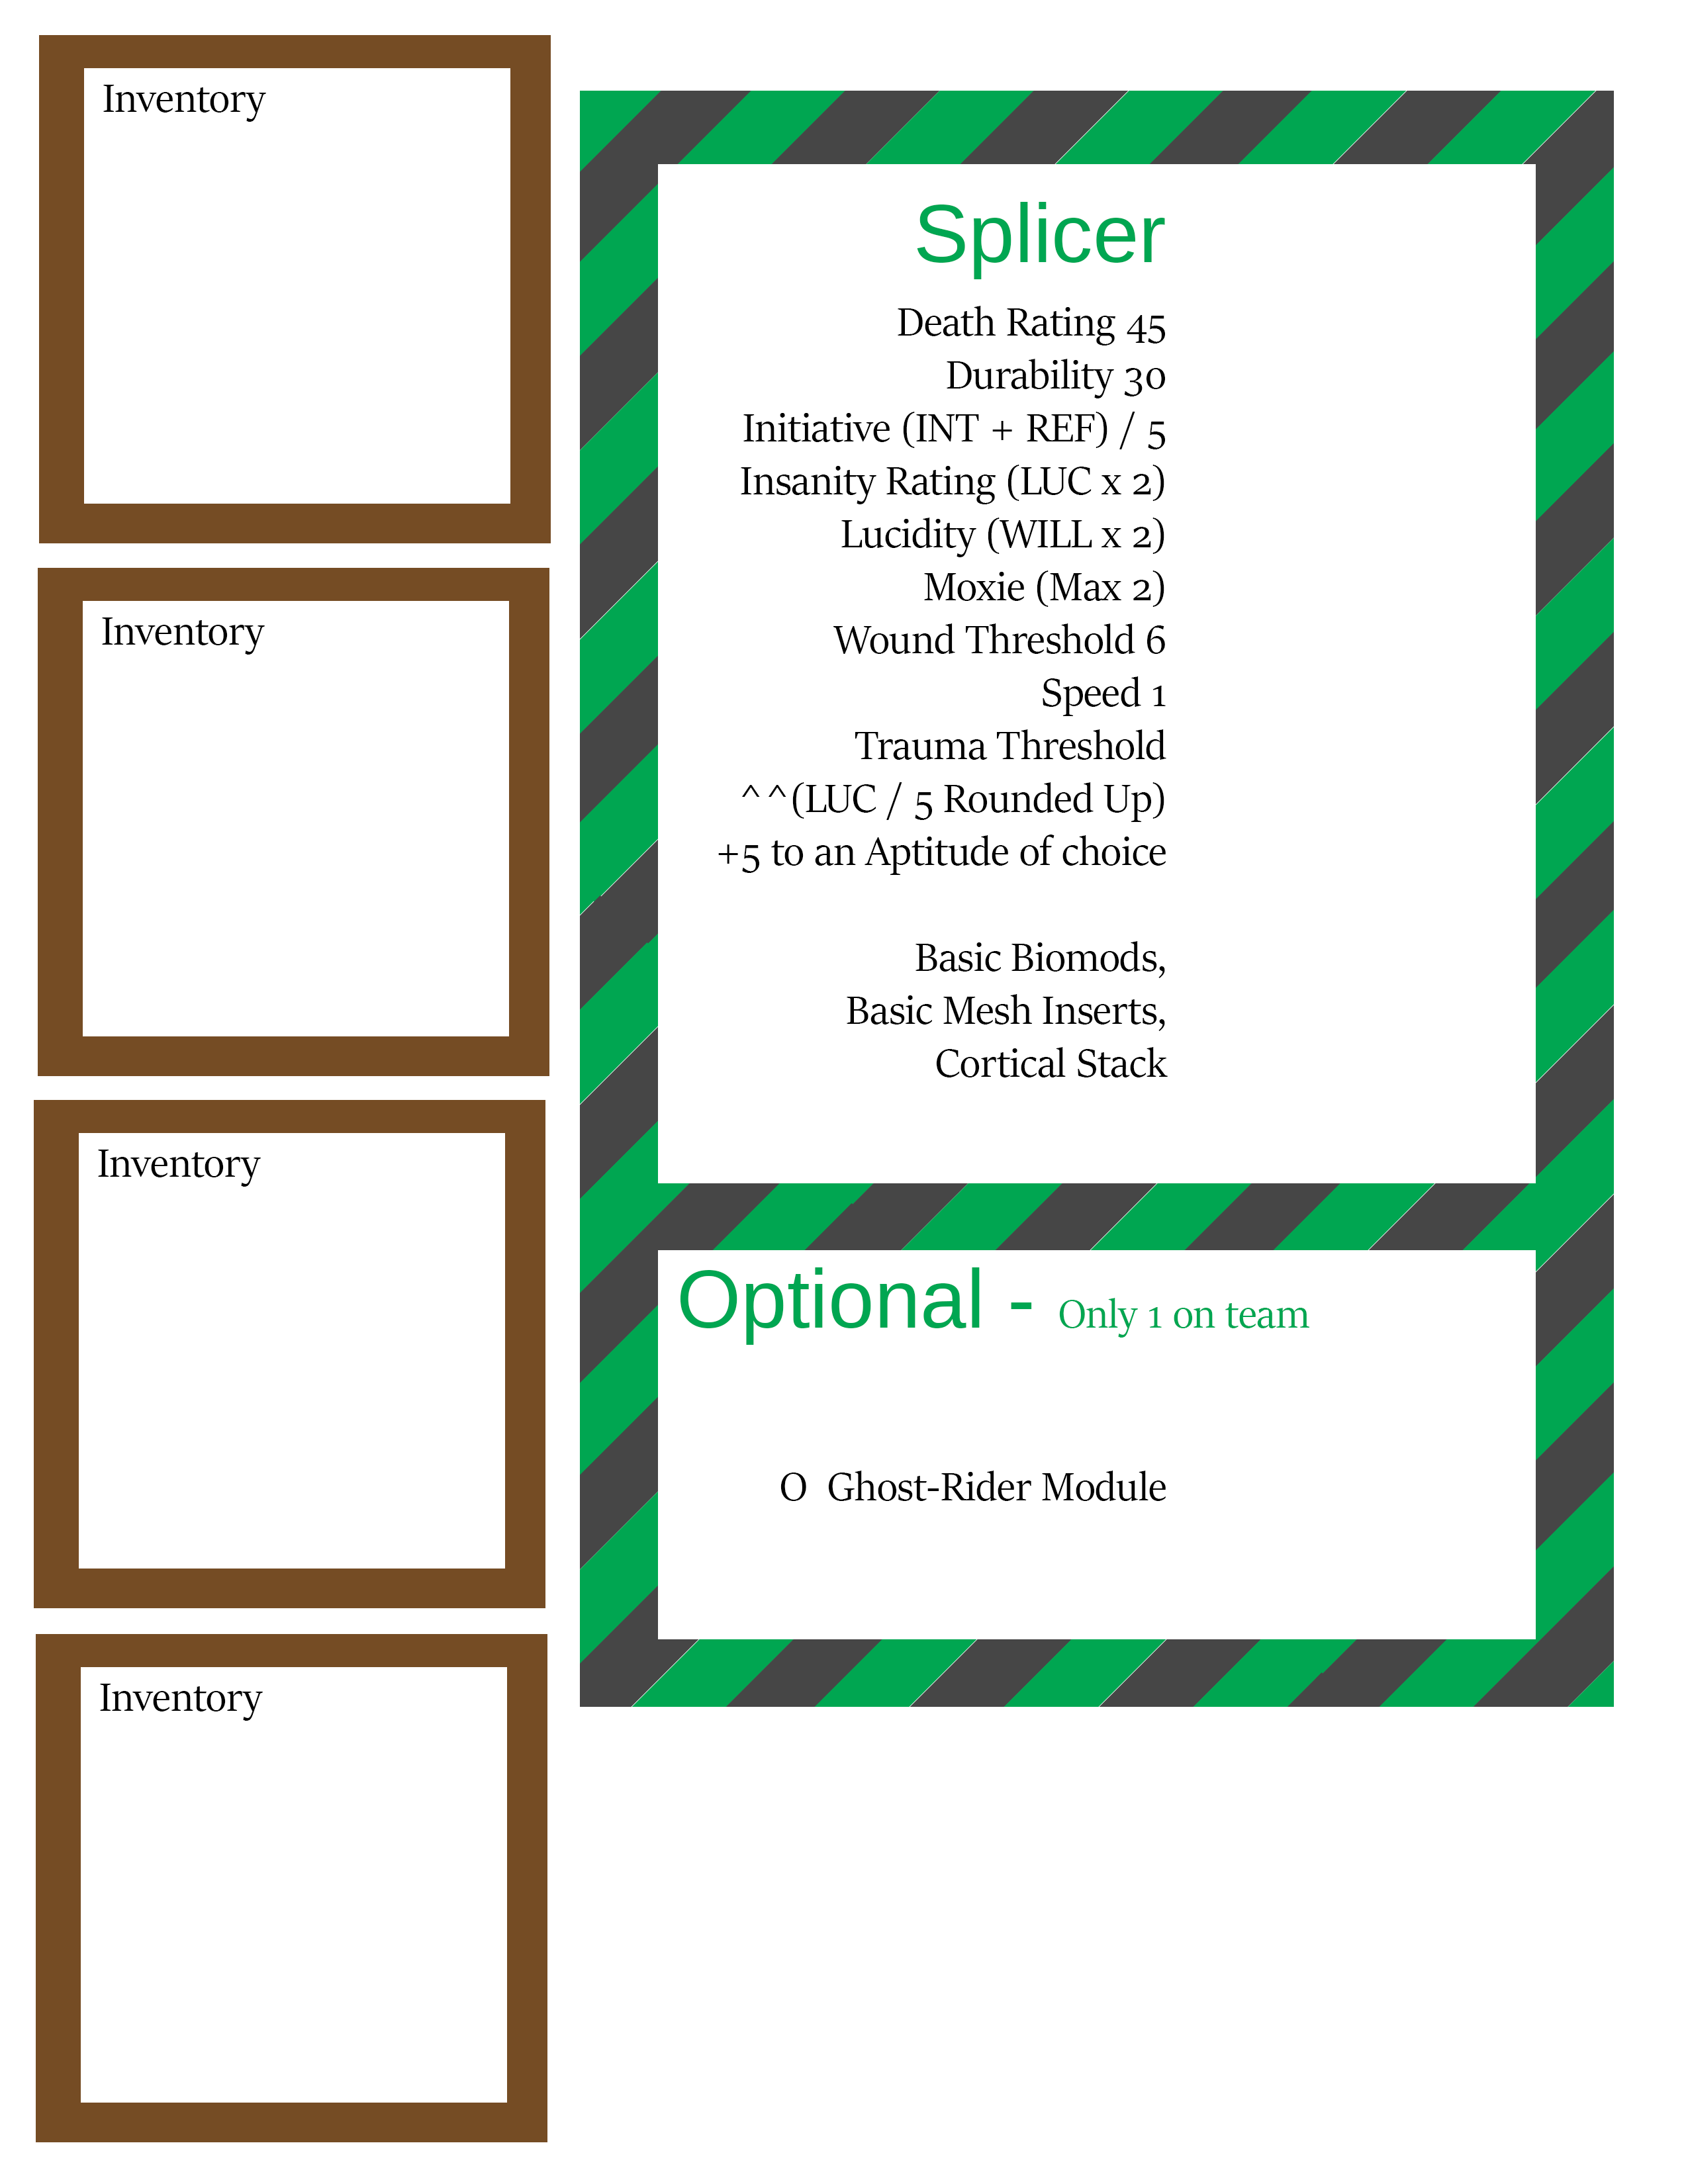 Inventory
Inventory
Inventory
Inventory
Splicer
Death Rating 45
Durability 30
Initiative (INT + REF) / 5
Insanity Rating (LUC x 2)
Lucidity (WILL x 2)
Moxie (Max 2)
Wound Threshold 6
Speed 1
Trauma Threshold
^^(LUC / 5 Rounded Up)
+5 to an Aptitude of choice
Basic Biomods,
Basic Mesh Inserts,
Cortical Stack
Optional - Only 1 on team
O Ghost-Rider Module